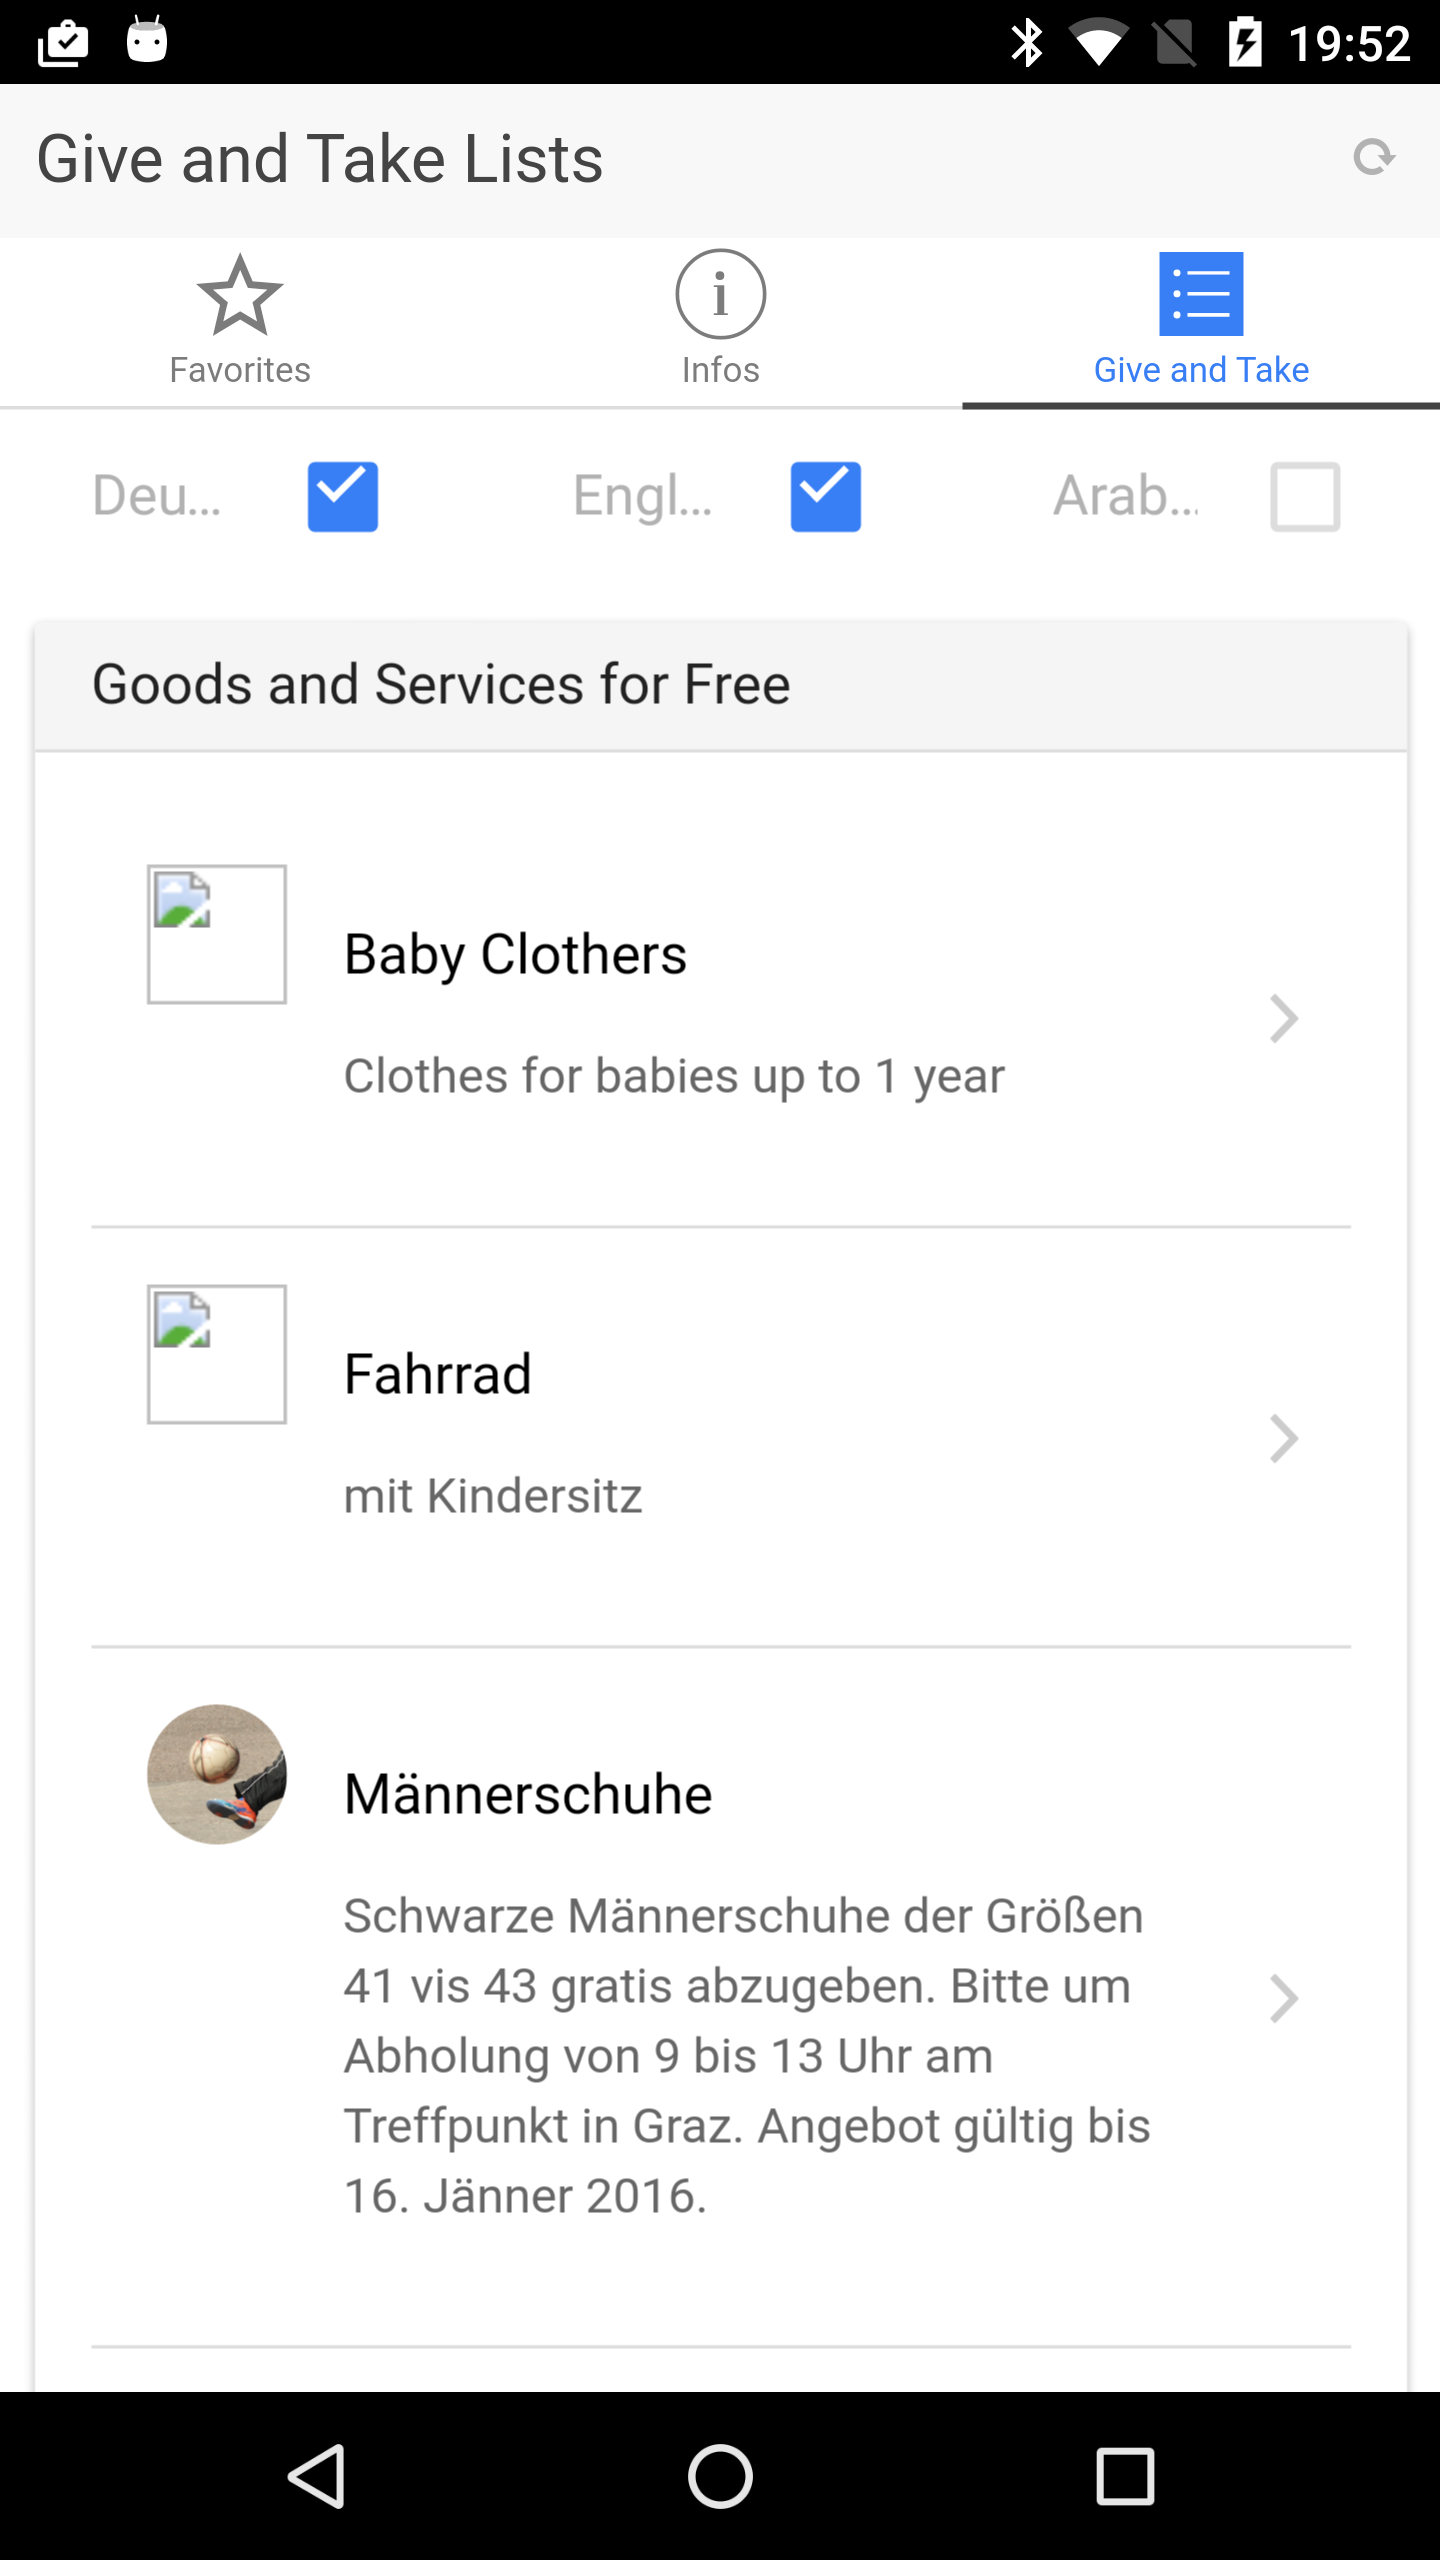 19:52
Give and Take Lists
Favorites
Infos
Give and Take
Deu...
Engl...
Arab...
Goods and Services for Free
Baby Clothers
Clothes for babies up to 1 year
Fahrrad
mit Kindersitz
Männerschuhe
Schwarze Männerschuhe der Größen
41 vis 43 gratis abzugeben. Bitte um
Abholung von 9 bis 13 Uhr am
Treffpunkt in Graz. Angebot gültig bis
16. Jänner 2016.